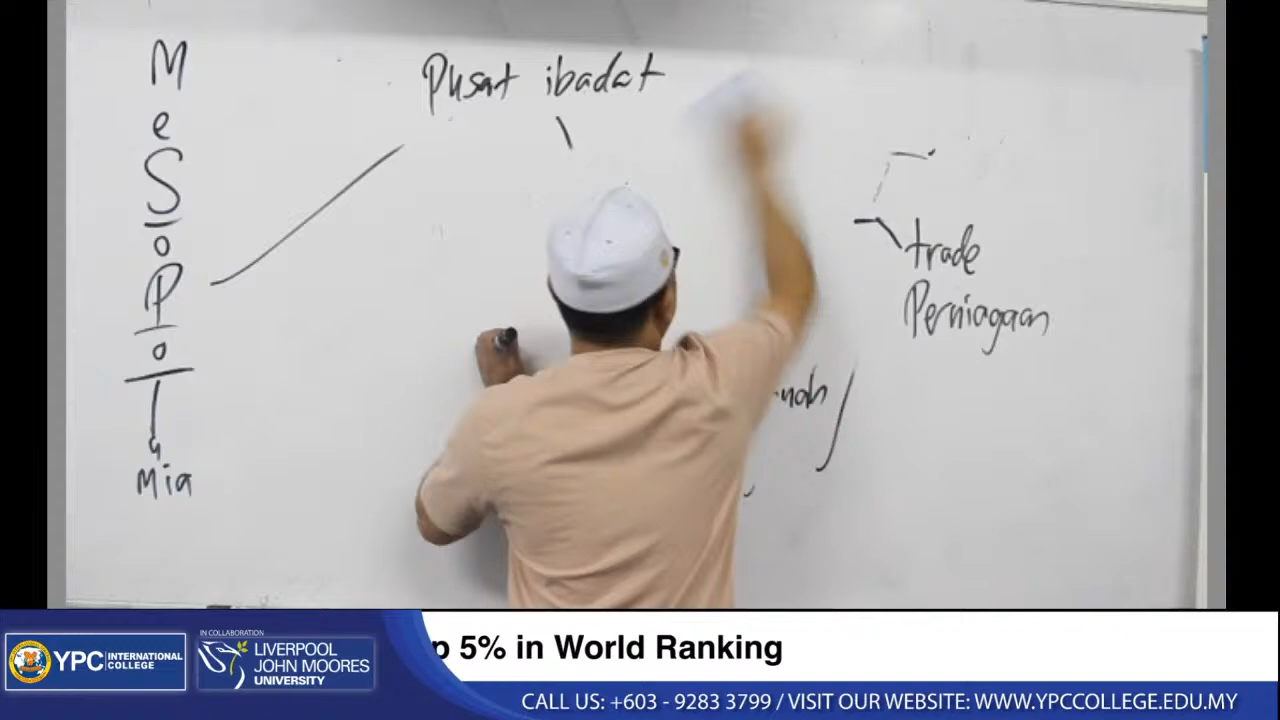 M
e
S
o
P
o
T
a
Mia
Pusat ibadat
trade
Perniagaan
YPC INTERNATIONAL COLLEGE
IN COLLABORATION
LIVERPOOL
JOHN MOORES
UNIVERSITY
5% in World Ranking
CALL US: +603 - 9283 3799 / VISIT OUR WEBSITE: WWW.YPCCOLLEGE.EDU.MY